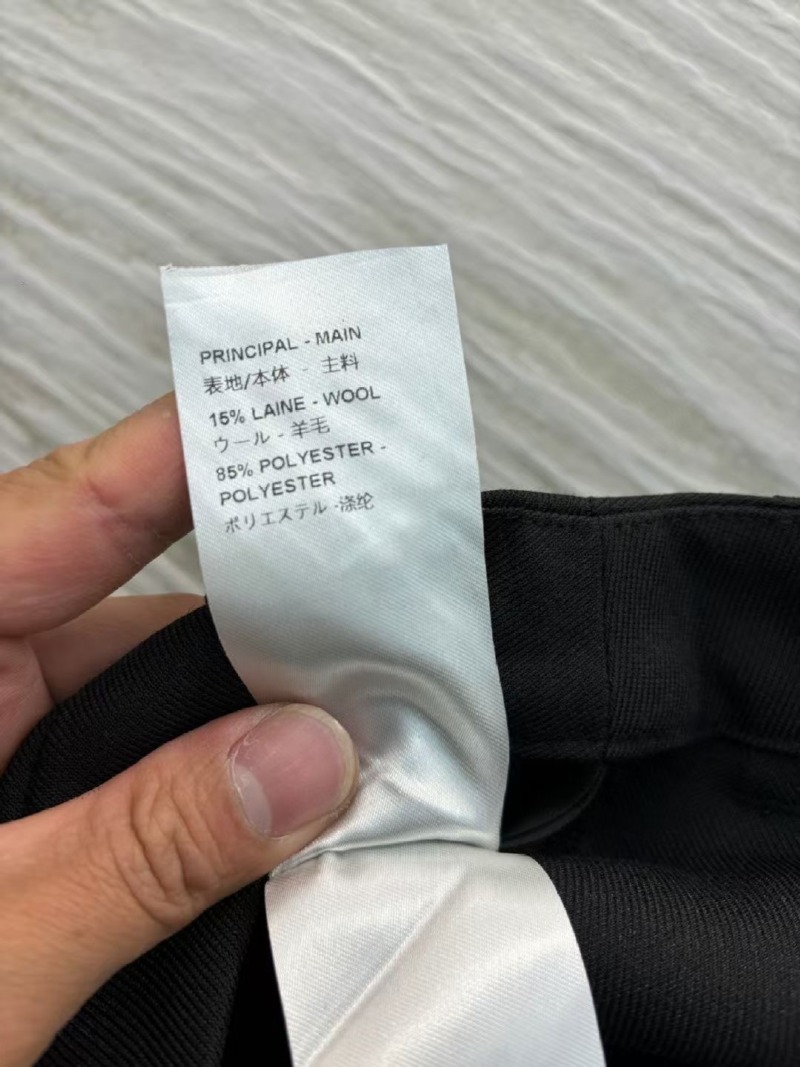 PRINCIPAL - MAIN
表地/本体 - 主料
15% LAINE - WOOL
ウール - 羊毛
85% POLYESTER -
POLYESTER
ポリエステル -涤纶